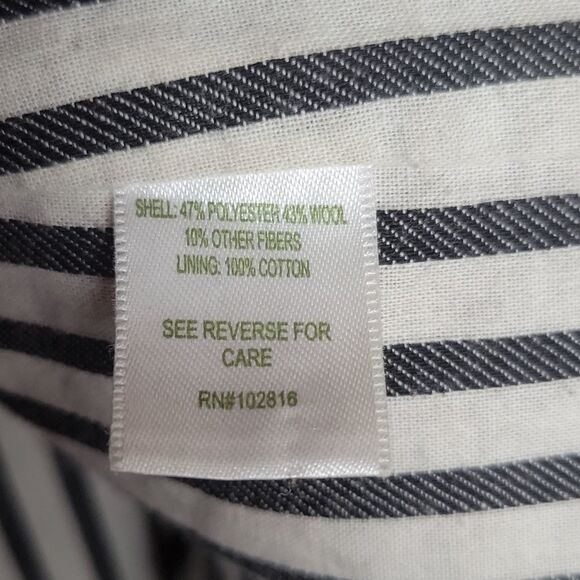 SHELL: 47% POLYESTER 43% WOOL
10% OTHER FIBERS
LINING: 100% COTTON
SEE REVERSE FOR
CARE
RN#102816